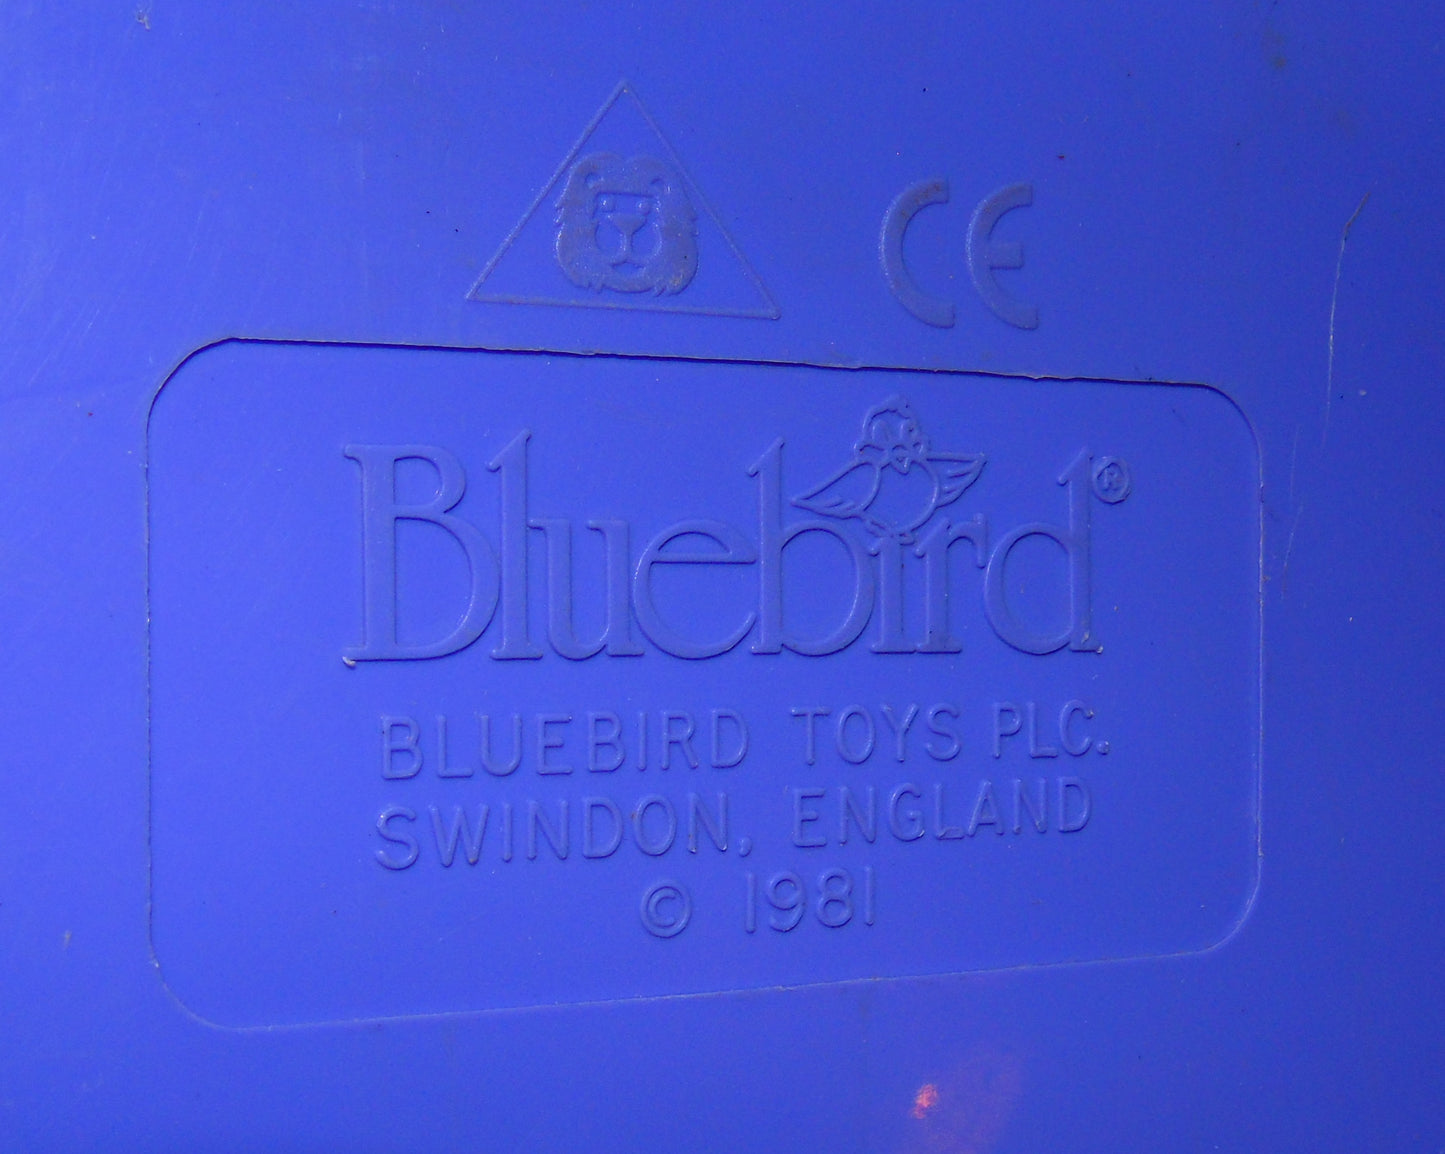 CE
Bluebird®
BLUEBIRD TOYS PLC.
SWINDON, ENGLAND
© 1981